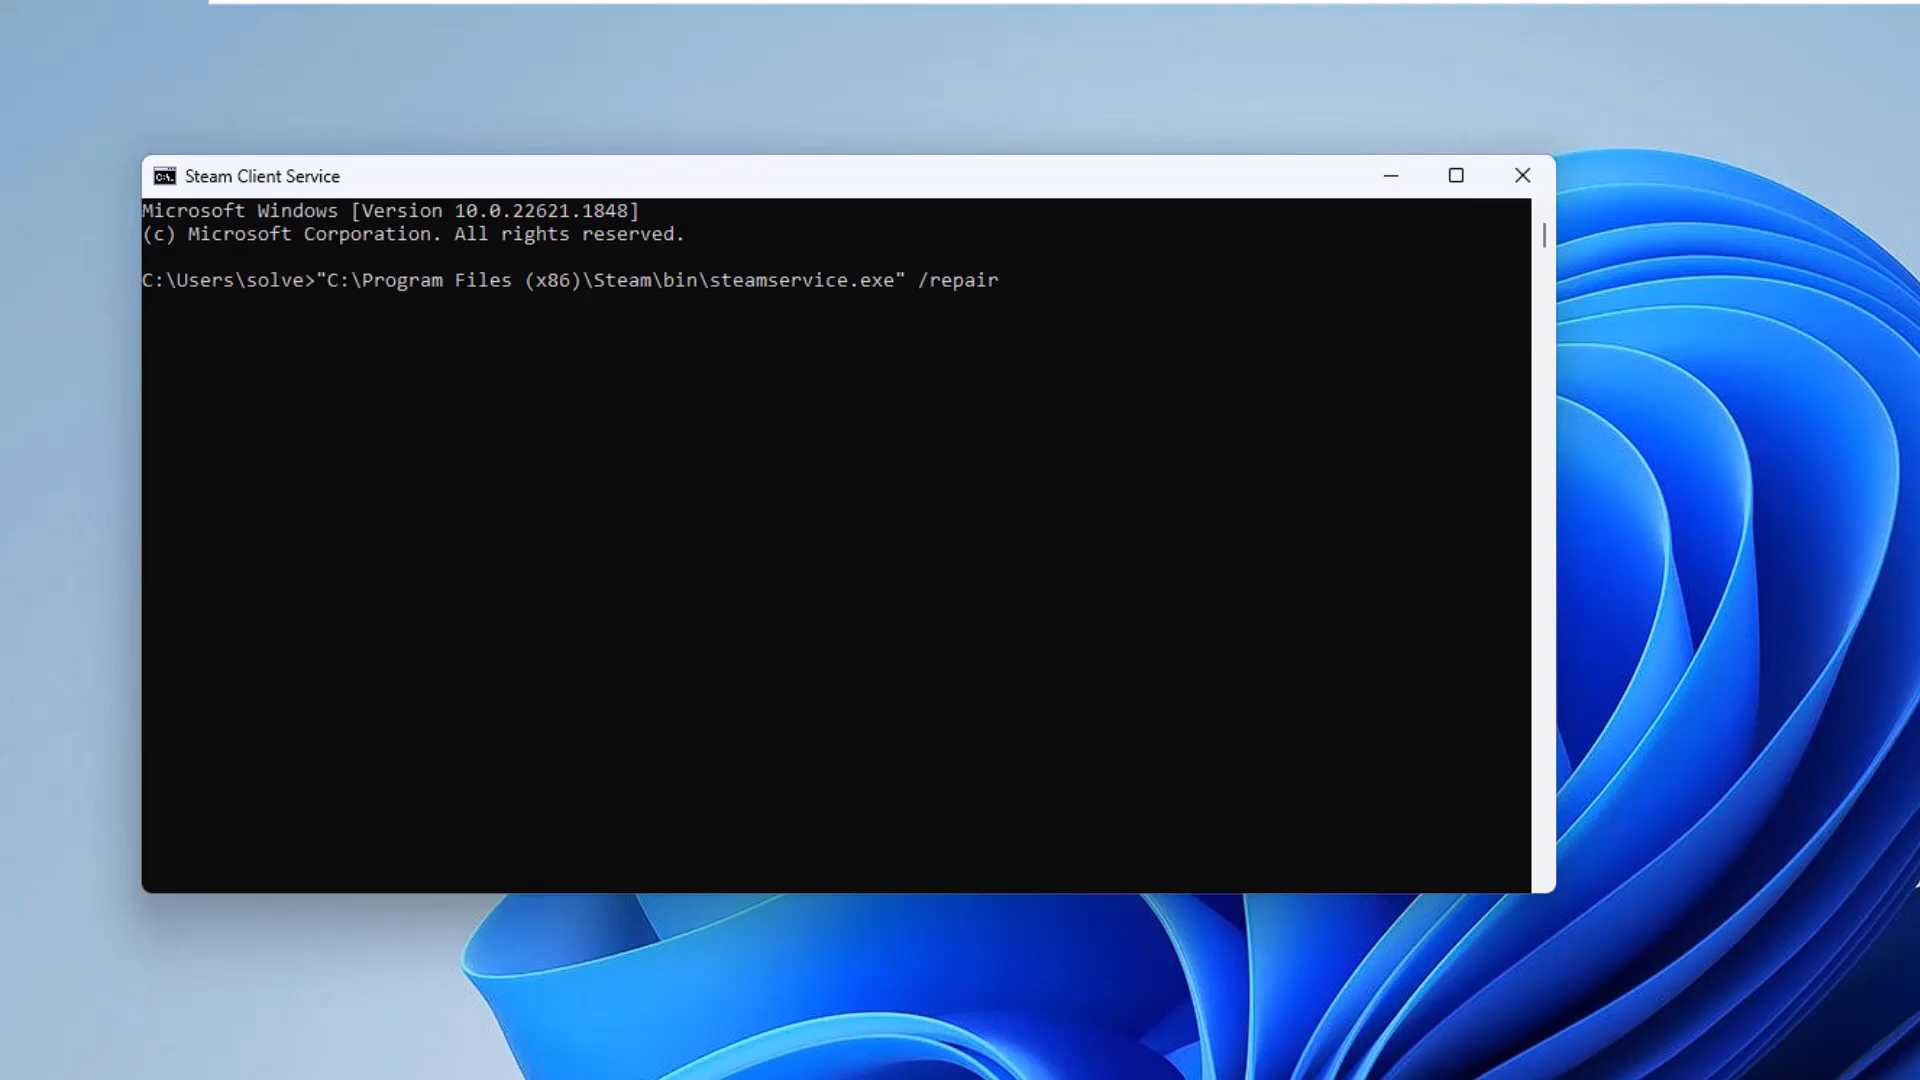 Steam Client Service
Microsoft Windows [Version 10.0.22621.1848]
(c) Microsoft Corporation. All rights reserved.
C:\Users\solve>"C:\Program Files (x86)\Steam\bin\steamservice.exe" /repair